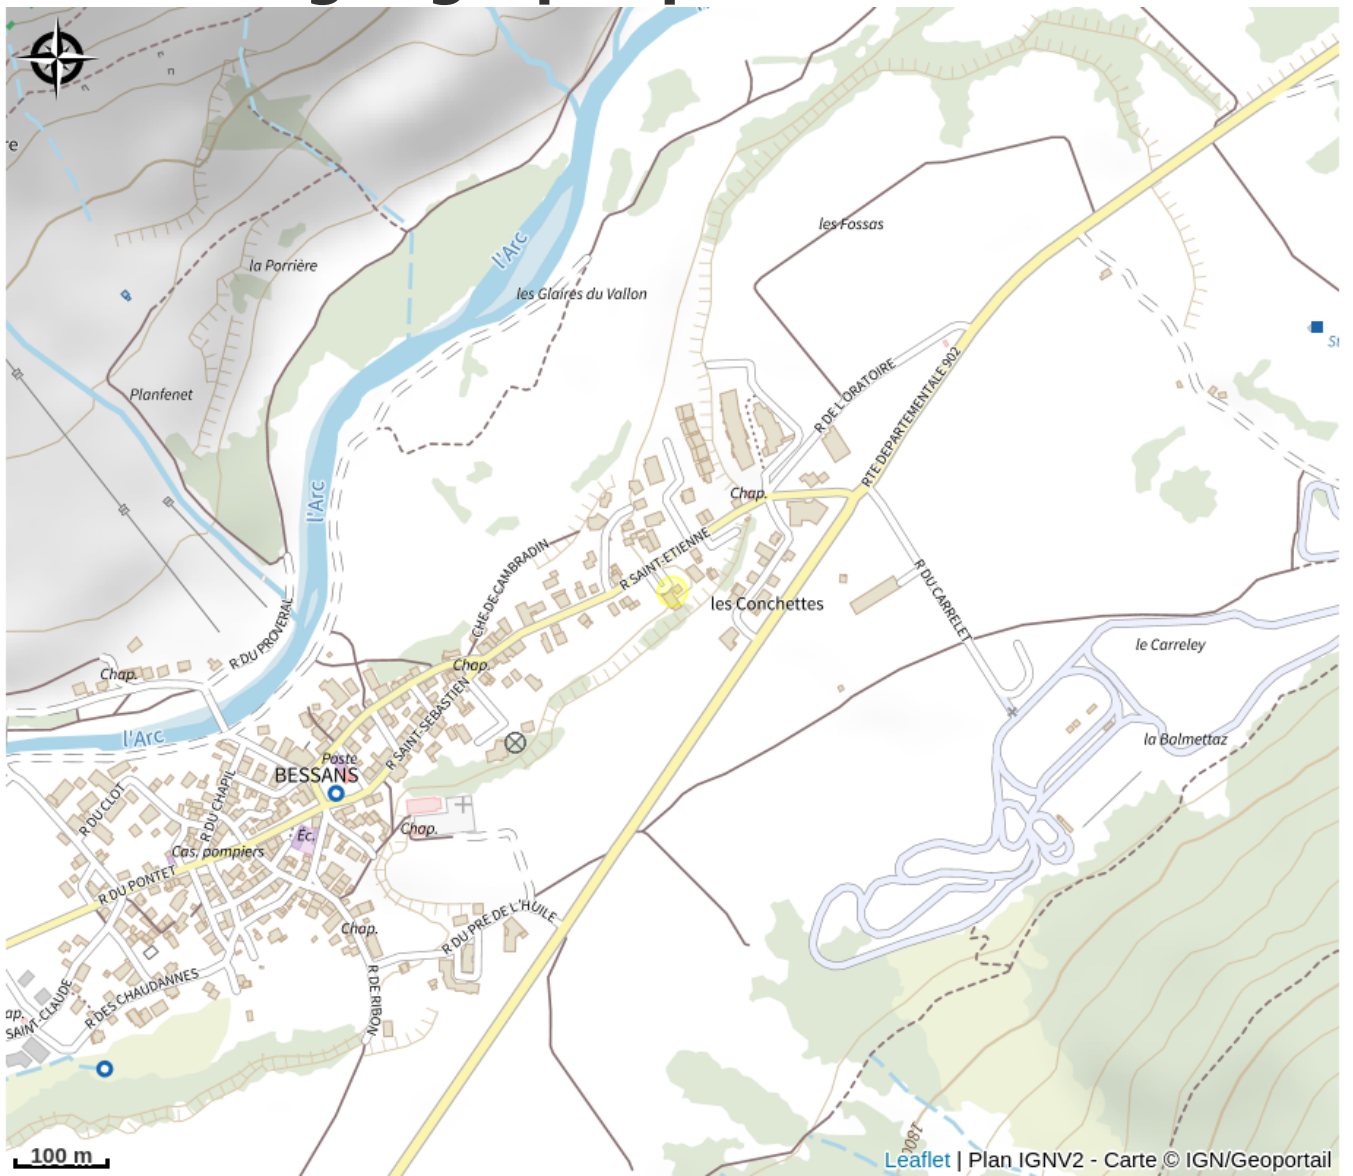 re
les Fossas
l'Arc
la Porrière
les Glaires du Vallon
Planfenet
R DE L'ORATOIRE
RTE DEPARTEMENTALE 902
l'Arc
Chap.
R SAINT-ETIENNE
CHE DE CAMBRADIN
R DU CARRELET
les Conchettes
R DU PROVERAL
le Carreley
Chap.
Chap.
R SAINT-SEBASTIEN
l'Arc
la Balmettaz
Poste
BESSANS
R DU CLOT
R DU CHAPIL
Chap.
Éc.
Cas. pompiers
R DU PONTET
R DU PRE DE L'HUILE
Chap.
R DES CHAUDANNES
R DE RIBON
ap.
SAINT-CLAUDE
100 m
Leaflet | Plan IGNV2 - Carte © IGN/Geoportail